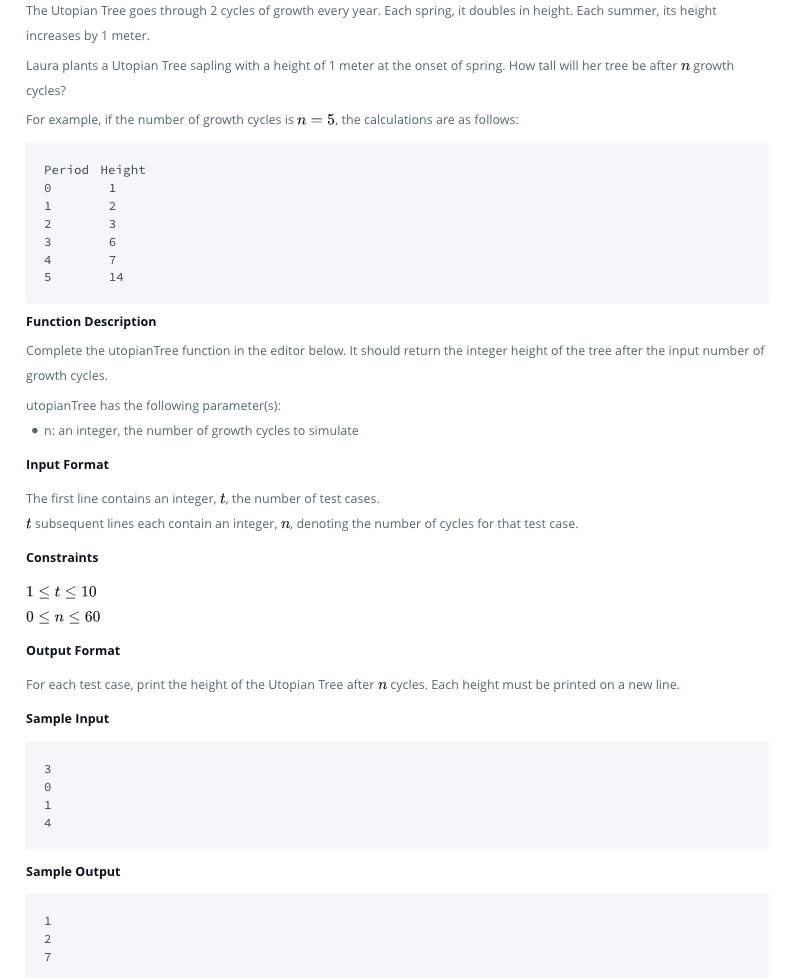 The Utopian Tree goes through 2 cycles of growth every year. Each spring, it doubles in height. Each summer, its height
increases by 1 meter.
Laura plants a Utopian Tree sapling with a height of 1 meter at the onset of spring. How tall will her tree be after n growth
cycles?
For example, if the number of growth cycles is n = 5, the calculations are as follows:
Period Height
0 1
1 2
2 3
3 6
4 7
5 14
Function Description
Complete the utopianTree function in the editor below. It should return the integer height of the tree after the input number of
growth cycles.
utopianTree has the following parameter(s):
• n: an integer, the number of growth cycles to simulate
Input Format
The first line contains an integer, t, the number of test cases.
t subsequent lines each contain an integer, n, denoting the number of cycles for that test case.
Constraints
1 ≤ t ≤ 10
0 ≤ n ≤ 60
Output Format
For each test case, print the height of the Utopian Tree after n cycles. Each height must be printed on a new line.
Sample Input
3
0
1
4
Sample Output
1
2
7